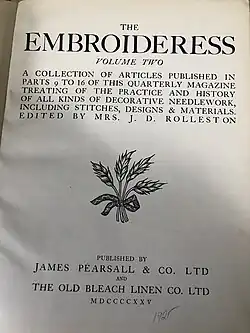 THE
EMBROIDERESS
VOLUME TWO
A COLLECTION OF ARTICLES PUBLISHED IN
PARTS 9 TO 16 OF THIS QUARTERLY MAGAZINE
TREATING OF THE PRACTICE AND HISTORY
OF ALL KINDS OF DECORATIVE NEEDLEWORK,
INCLUDING STITCHES, DESIGNS & MATERIALS.
EDITED BY MRS. J. D. ROLLESTON
PUBLISHED BY
JAMES PEARSALL & CO. LTD
AND
THE OLD BLEACH LINEN CO. LTD
MDCCCCXXV
1925